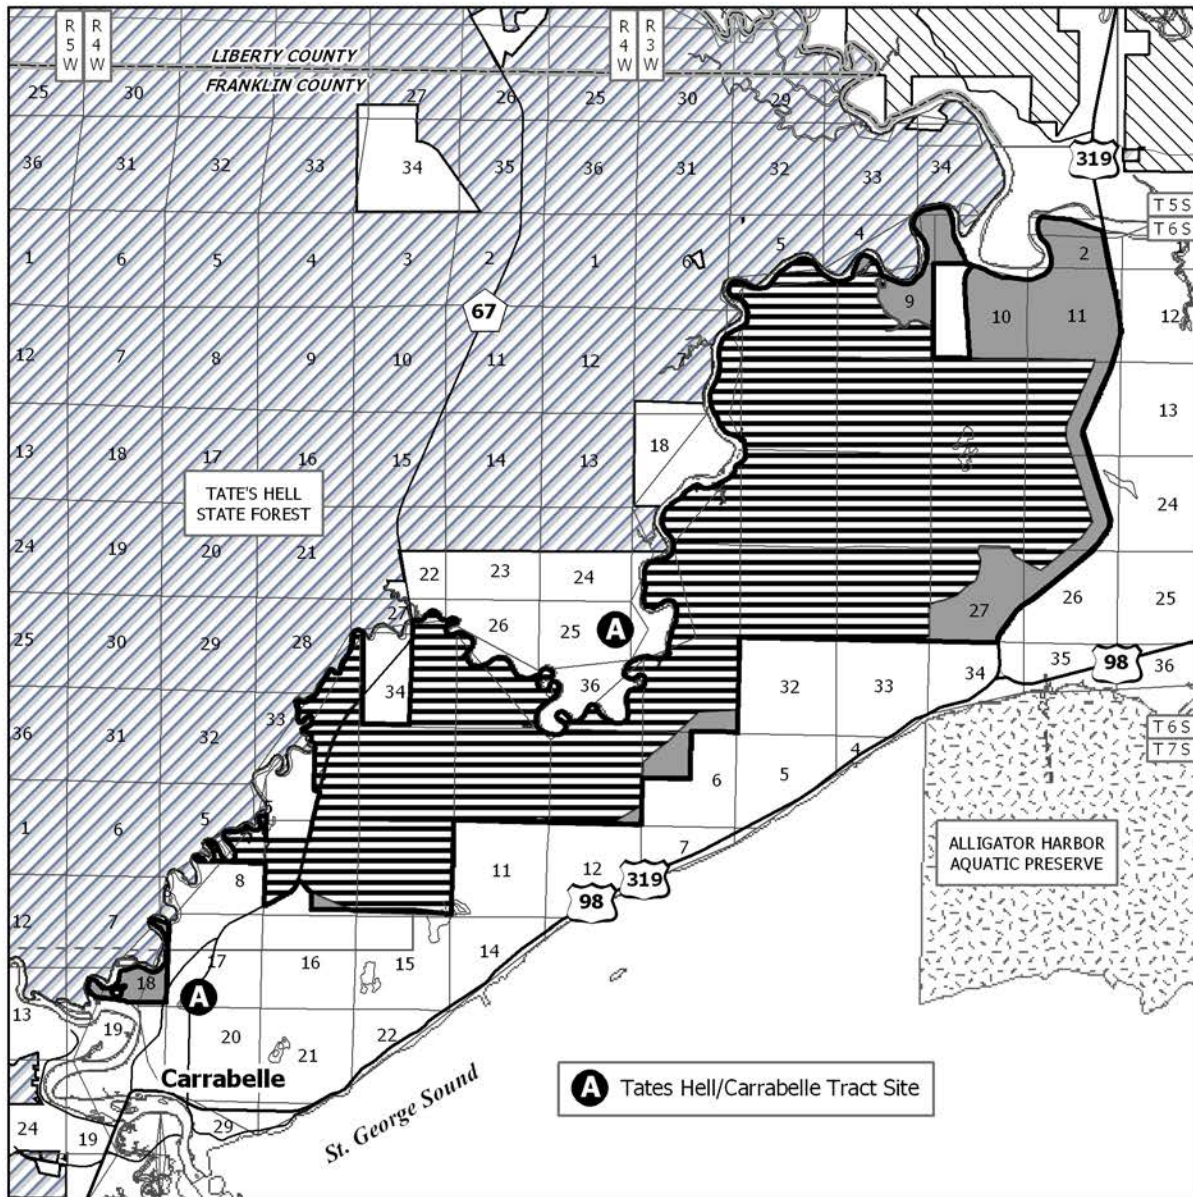 R 5 W
R 4 W
R 4 W
R 3 W
LIBERTY COUNTY
FRANKLIN COUNTY
25 30 27 26 25 30 29
36 31 32 33 34 35 36 31 32 33 34
319
T 5 S
T 6 S
1 6 5 4 3 2 1 6 5 4 2 1
67
9 10 11 12
12 7 8 9 10 11 12 7
13 18 17 16 15 14 13 18 13
TATE'S HELL
STATE FOREST
24 19 20 21 22 23 24 24
27 26 25 A 27 26 25
25 30 29 28
34 36 32 33 34 35 98 36
36 31 32 33
T 6 S
T 7 S
1 6 5 5 6 5 4
ALLIGATOR HARBOR
AQUATIC PRESERVE
8 11 12 7
98 319
12 7 17 16 15 14
18 A
13 19 20 21 22
Carrabelle
A Tates Hell/Carrabelle Tract Site
St. George Sound
24 19 29